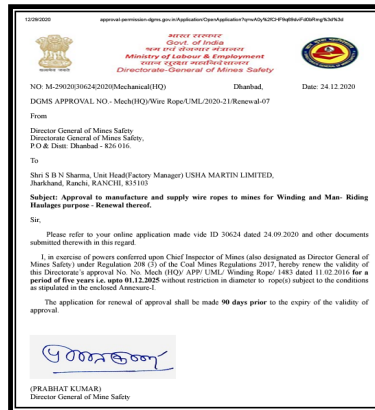 12/29/2020
approval-permission-dgms.gov.in/Application/OpenApplication?
भारत सरकार
Govt. of India
श्रम एवं रोजगार मंत्रालय
Ministry of Labour & Employment
खान सुरक्षा महानिदेशालय
Directorate-General of Mines Safety
NO: M-29020|30624|2020|Mechanical(HQ) Dhanbad, Date: 24.12.2020
DGMS APPROVAL NO.- Mech(HQ)/Wire Rope/UML/2020-21/Renewal-07
From
Director General of Mines Safety
Directorate General of Mines Safety,
P.O & Distt: Dhanbad - 826 016.
To
Shri S B N Sharma, Unit Head(Factory Manager) USHA MARTIN LIMITED,
Jharkhand, Ranchi, RANCHI, 835103
Subject: Approval to manufacture and supply wire ropes to mines for Winding and Man- Riding
Haulages purpose - Renewal thereof.
Sir,
Please refer to your online application made vide ID 30624 dated 24.09.2020 and other documents
submitted therewith in this regard.
I, in exercise of powers conferred upon Chief Inspector of Mines (also designated as Director General of
Mines Safety) under Regulation 208 (3) of the Coal Mines Regulations 2017, hereby renew the validity of
this Directorate's approval No. No. Mech (HQ)/ APP/ UML/ Winding Rope/ 1483 dated 11.02.2016 for a
period of five years i.e. upto 01.12.2025 without restriction in diameter to rope(s) subject to the conditions
as stipulated in the enclosed Annexure-I.
The application for renewal of approval shall be made 90 days prior to the expiry of the validity of
approval.
(PRABHAT KUMAR)
Director General of Mine Safety